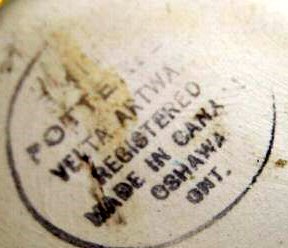 POTTE
VELTA ARTWA
REGISTERED
MADE IN CANA
OSHAWA
ONT.